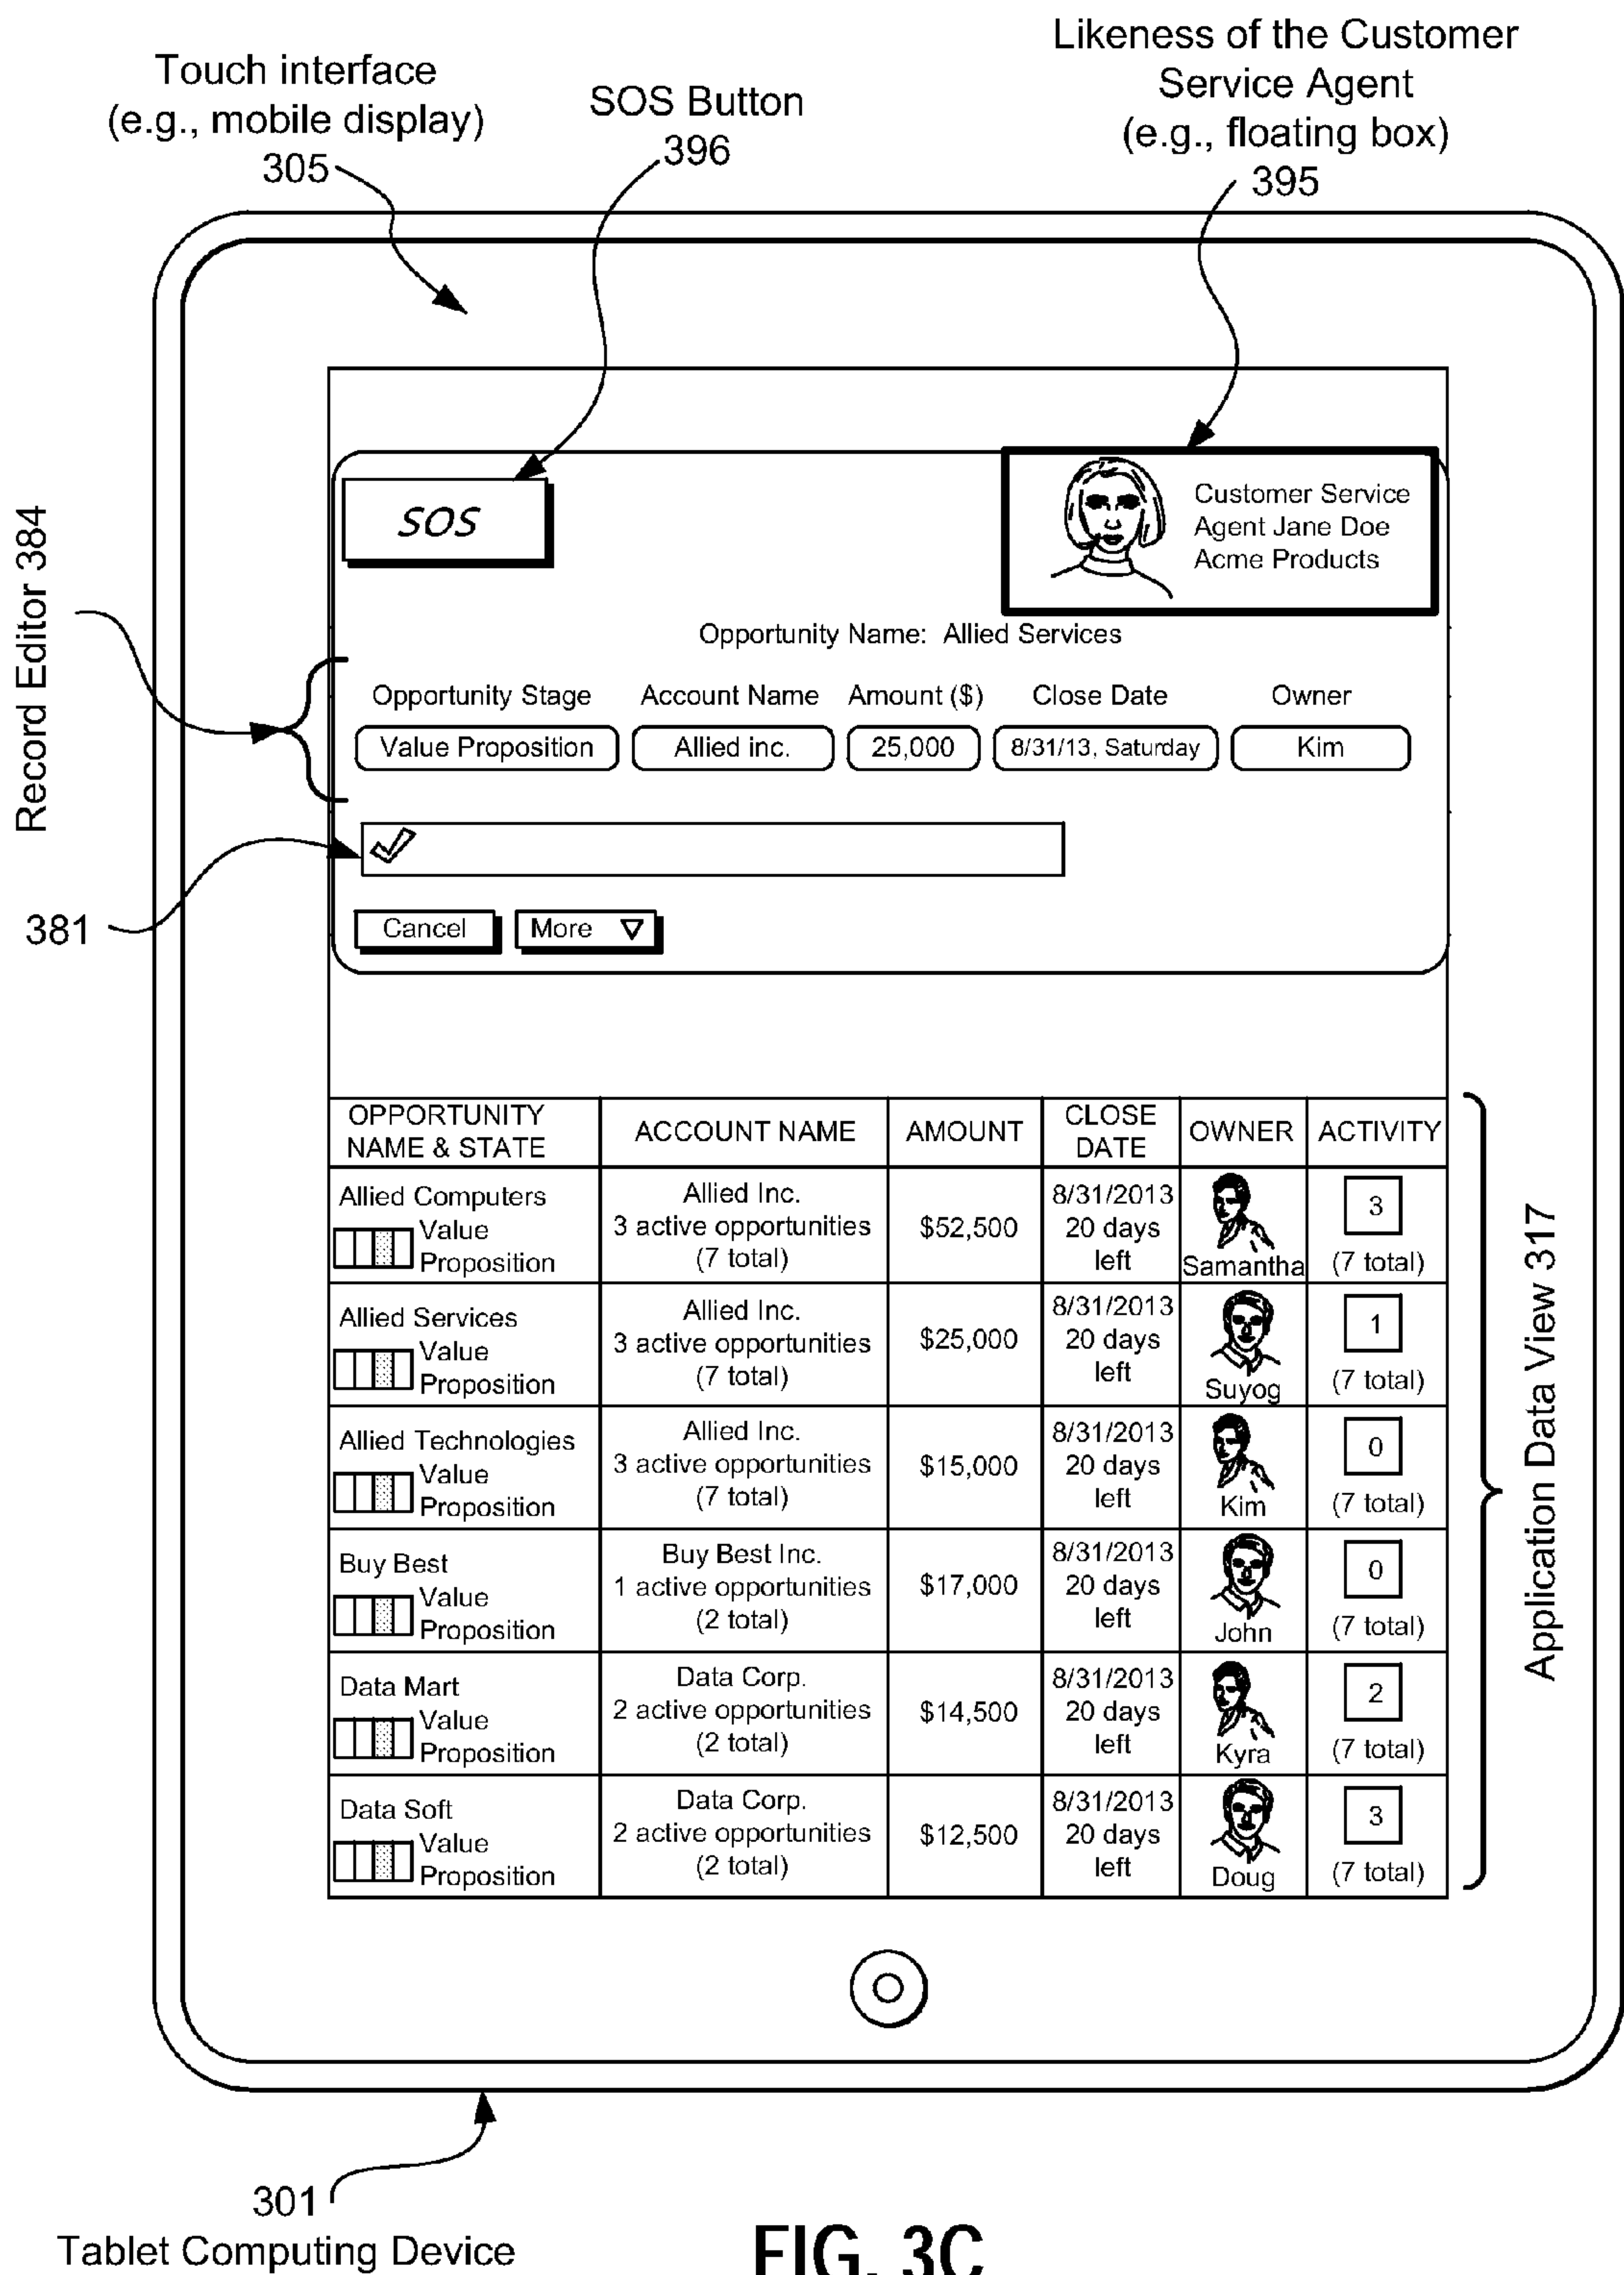 Touch interface
(e.g., mobile display)
305
SOS Button
396
Likeness of the Customer
Service Agent
(e.g., floating box)
395
Record Editor 384
SOS
Customer Service
Agent Jane Doe
Acme Products
Opportunity Name: Allied Services
Opportunity Stage Account Name Amount ($) Close Date Owner
Value Proposition Allied inc. 25,000 8/31/13, Saturday Kim
381
Cancel More
OPPORTUNITY
NAME & STATE
ACCOUNT NAME
AMOUNT
CLOSE
DATE
OWNER
ACTIVITY
Allied Computers
Value
Proposition
Allied Inc.
3 active opportunities
(7 total)
$52,500
8/31/2013
20 days
left
Samantha
3
(7 total)
Allied Services
Value
Proposition
Allied Inc.
3 active opportunities
(7 total)
$25,000
8/31/2013
20 days
left
Suyog
1
(7 total)
Allied Technologies
Value
Proposition
Allied Inc.
3 active opportunities
(7 total)
$15,000
8/31/2013
20 days
left
Kim
0
(7 total)
Buy Best
Value
Proposition
Buy Best Inc.
1 active opportunities
(2 total)
$17,000
8/31/2013
20 days
left
John
0
(7 total)
Data Mart
Value
Proposition
Data Corp.
2 active opportunities
(2 total)
$14,500
8/31/2013
20 days
left
Kyra
2
(7 total)
Data Soft
Value
Proposition
Data Corp.
2 active opportunities
(2 total)
$12,500
8/31/2013
20 days
left
Doug
3
(7 total)
Application Data View 317
301
Tablet Computing Device
FIG. 3C